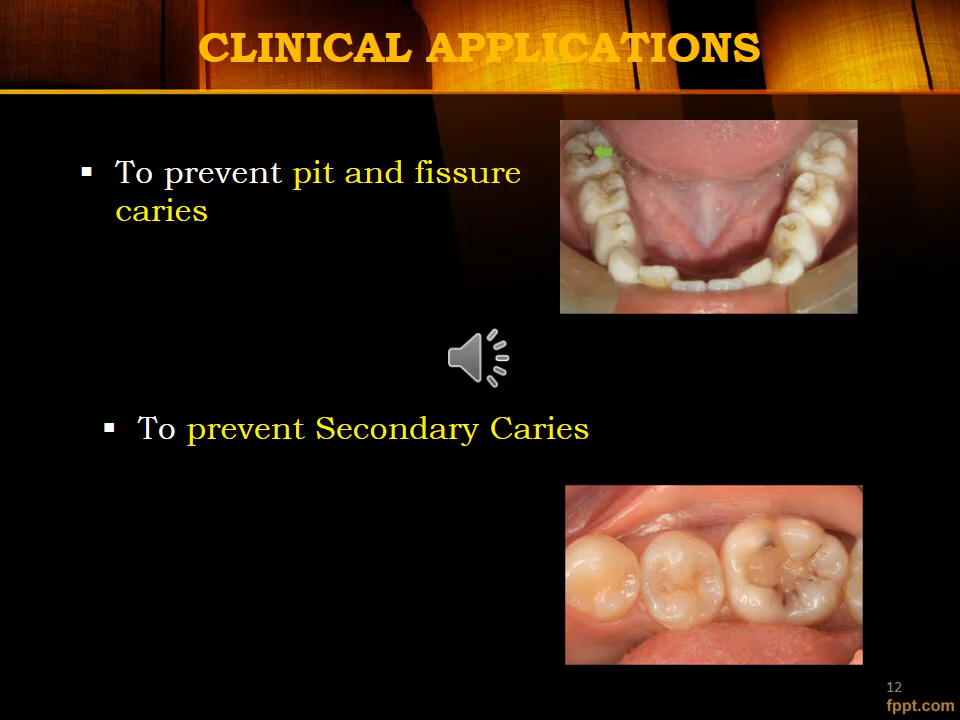 CLINICAL APPLICATIONS
▪ To prevent pit and fissure
caries
▪ To prevent Secondary Caries
12
fppt.com